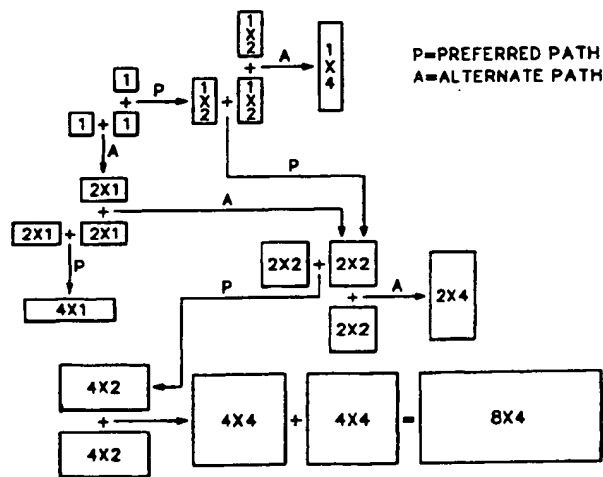 1
X
2
+
A
1
X
4
P=PREFERRED PATH
A=ALTERNATE PATH
1
+
P
1
X
2
+
1
X
2
1
+
1
A
2X1
+
A
P
2X1
+
2X1
P
4X1
2X2
+
2X2
P
+
A
2X4
2X2
4X2
+
4X2
4X4
+
4X4
=
8X4